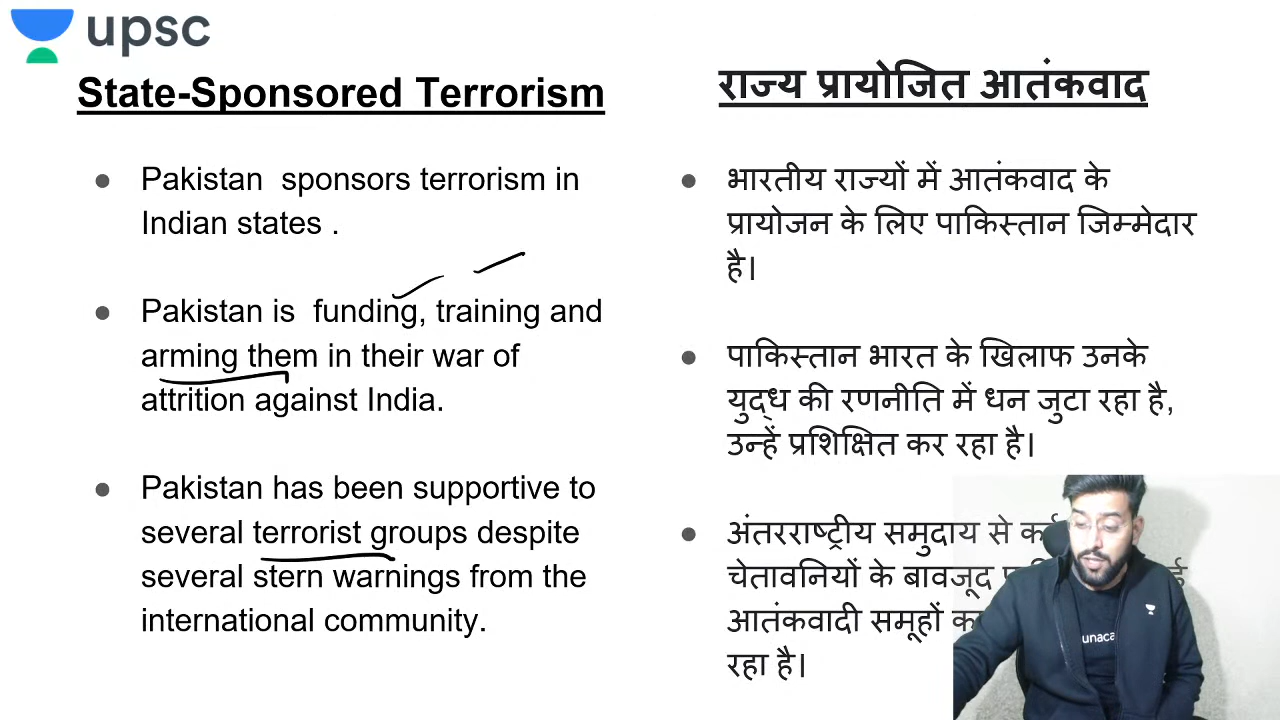 upsc
State-Sponsored Terrorism
Pakistan sponsors terrorism in
Indian states .
Pakistan is funding, training and
arming them in their war of
attrition against India.
Pakistan has been supportive to
several terrorist groups despite
several stern warnings from the
international community.
राज्य प्रायोजित आतंकवाद
भारतीय राज्यों में आतंकवाद के
प्रायोजन के लिए पाकिस्तान जिम्मेदार
है।
पाकिस्तान भारत के खिलाफ उनके
युद्ध की रणनीति में धन जुटा रहा है,
उन्हें प्रशिक्षित कर रहा है।
अंतरराष्ट्रीय समुदाय से
चेतावनियों के बावजूद
आतंकवादी समूहों
रहा है।
unaca